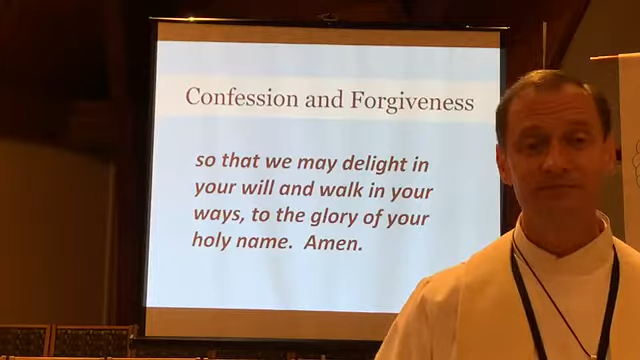 Confession and Forgiveness
so that we may delight in
your will and walk in your
ways, to the glory of your
holy name.  Amen.